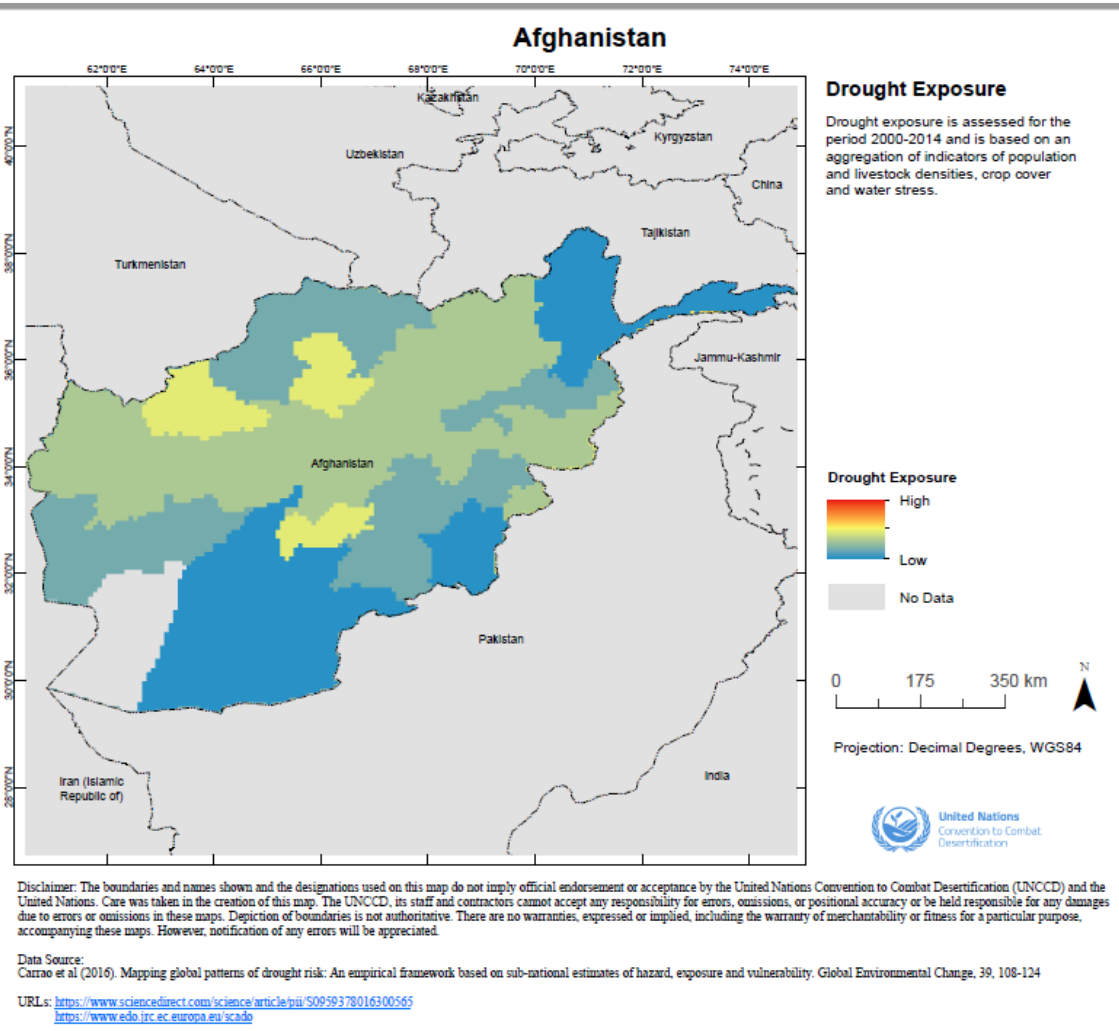 Afghanistan
62°0'0"E 64°0'0"E 66°0'0"E 68°0'0"E 70°0'0"E 72°0'0"E 74°0'0"E
40°0'0"N
38°0'0"N
36°0'0"N
34°0'0"N
32°0'0"N
30°0'0"N
28°0'0"N
Kazakhstan
Kyrgyzstan
Uzbekistan
China
Tajikistan
Turkmenistan
Jammu-Kashmir
Afghanistan
Pakistan
India
Iran (Islamic
Republic of)
Drought Exposure
Drought exposure is assessed for the
period 2000-2014 and is based on an
aggregation of indicators of population
and livestock densities, crop cover
and water stress.
Drought Exposure
High
Low
No Data
0 175 350 km
N
Projection: Decimal Degrees, WGS84
United Nations
Convention to Combat
Desertification
Disclaimer: The boundaries and names shown and the designations used on this map do not imply official endorsement or acceptance by the United Nations Convention to Combat Desertification (UNCCD) and the
United Nations. Care was taken in the creation of this map. The UNCCD, its staff and contractors cannot accept any responsibility for errors, omissions, or positional accuracy or be held responsible for any damages
due to errors or omissions in these maps. Depiction of boundaries is not authoritative. There are no warranties, expressed or implied, including the warranty of merchantability or fitness for a particular purpose,
accompanying these maps. However, notification of any errors will be appreciated.
Data Source:
Carrao et al (2016). Mapping global patterns of drought risk: An empirical framework based on sub-national estimates of hazard, exposure and vulnerability. Global Environmental Change, 39, 108-124
URLs: https://www.sciencedirect.com/science/article/pii/S0959378016300565
https://www.edo.jrc.ec.europa.eu/scado